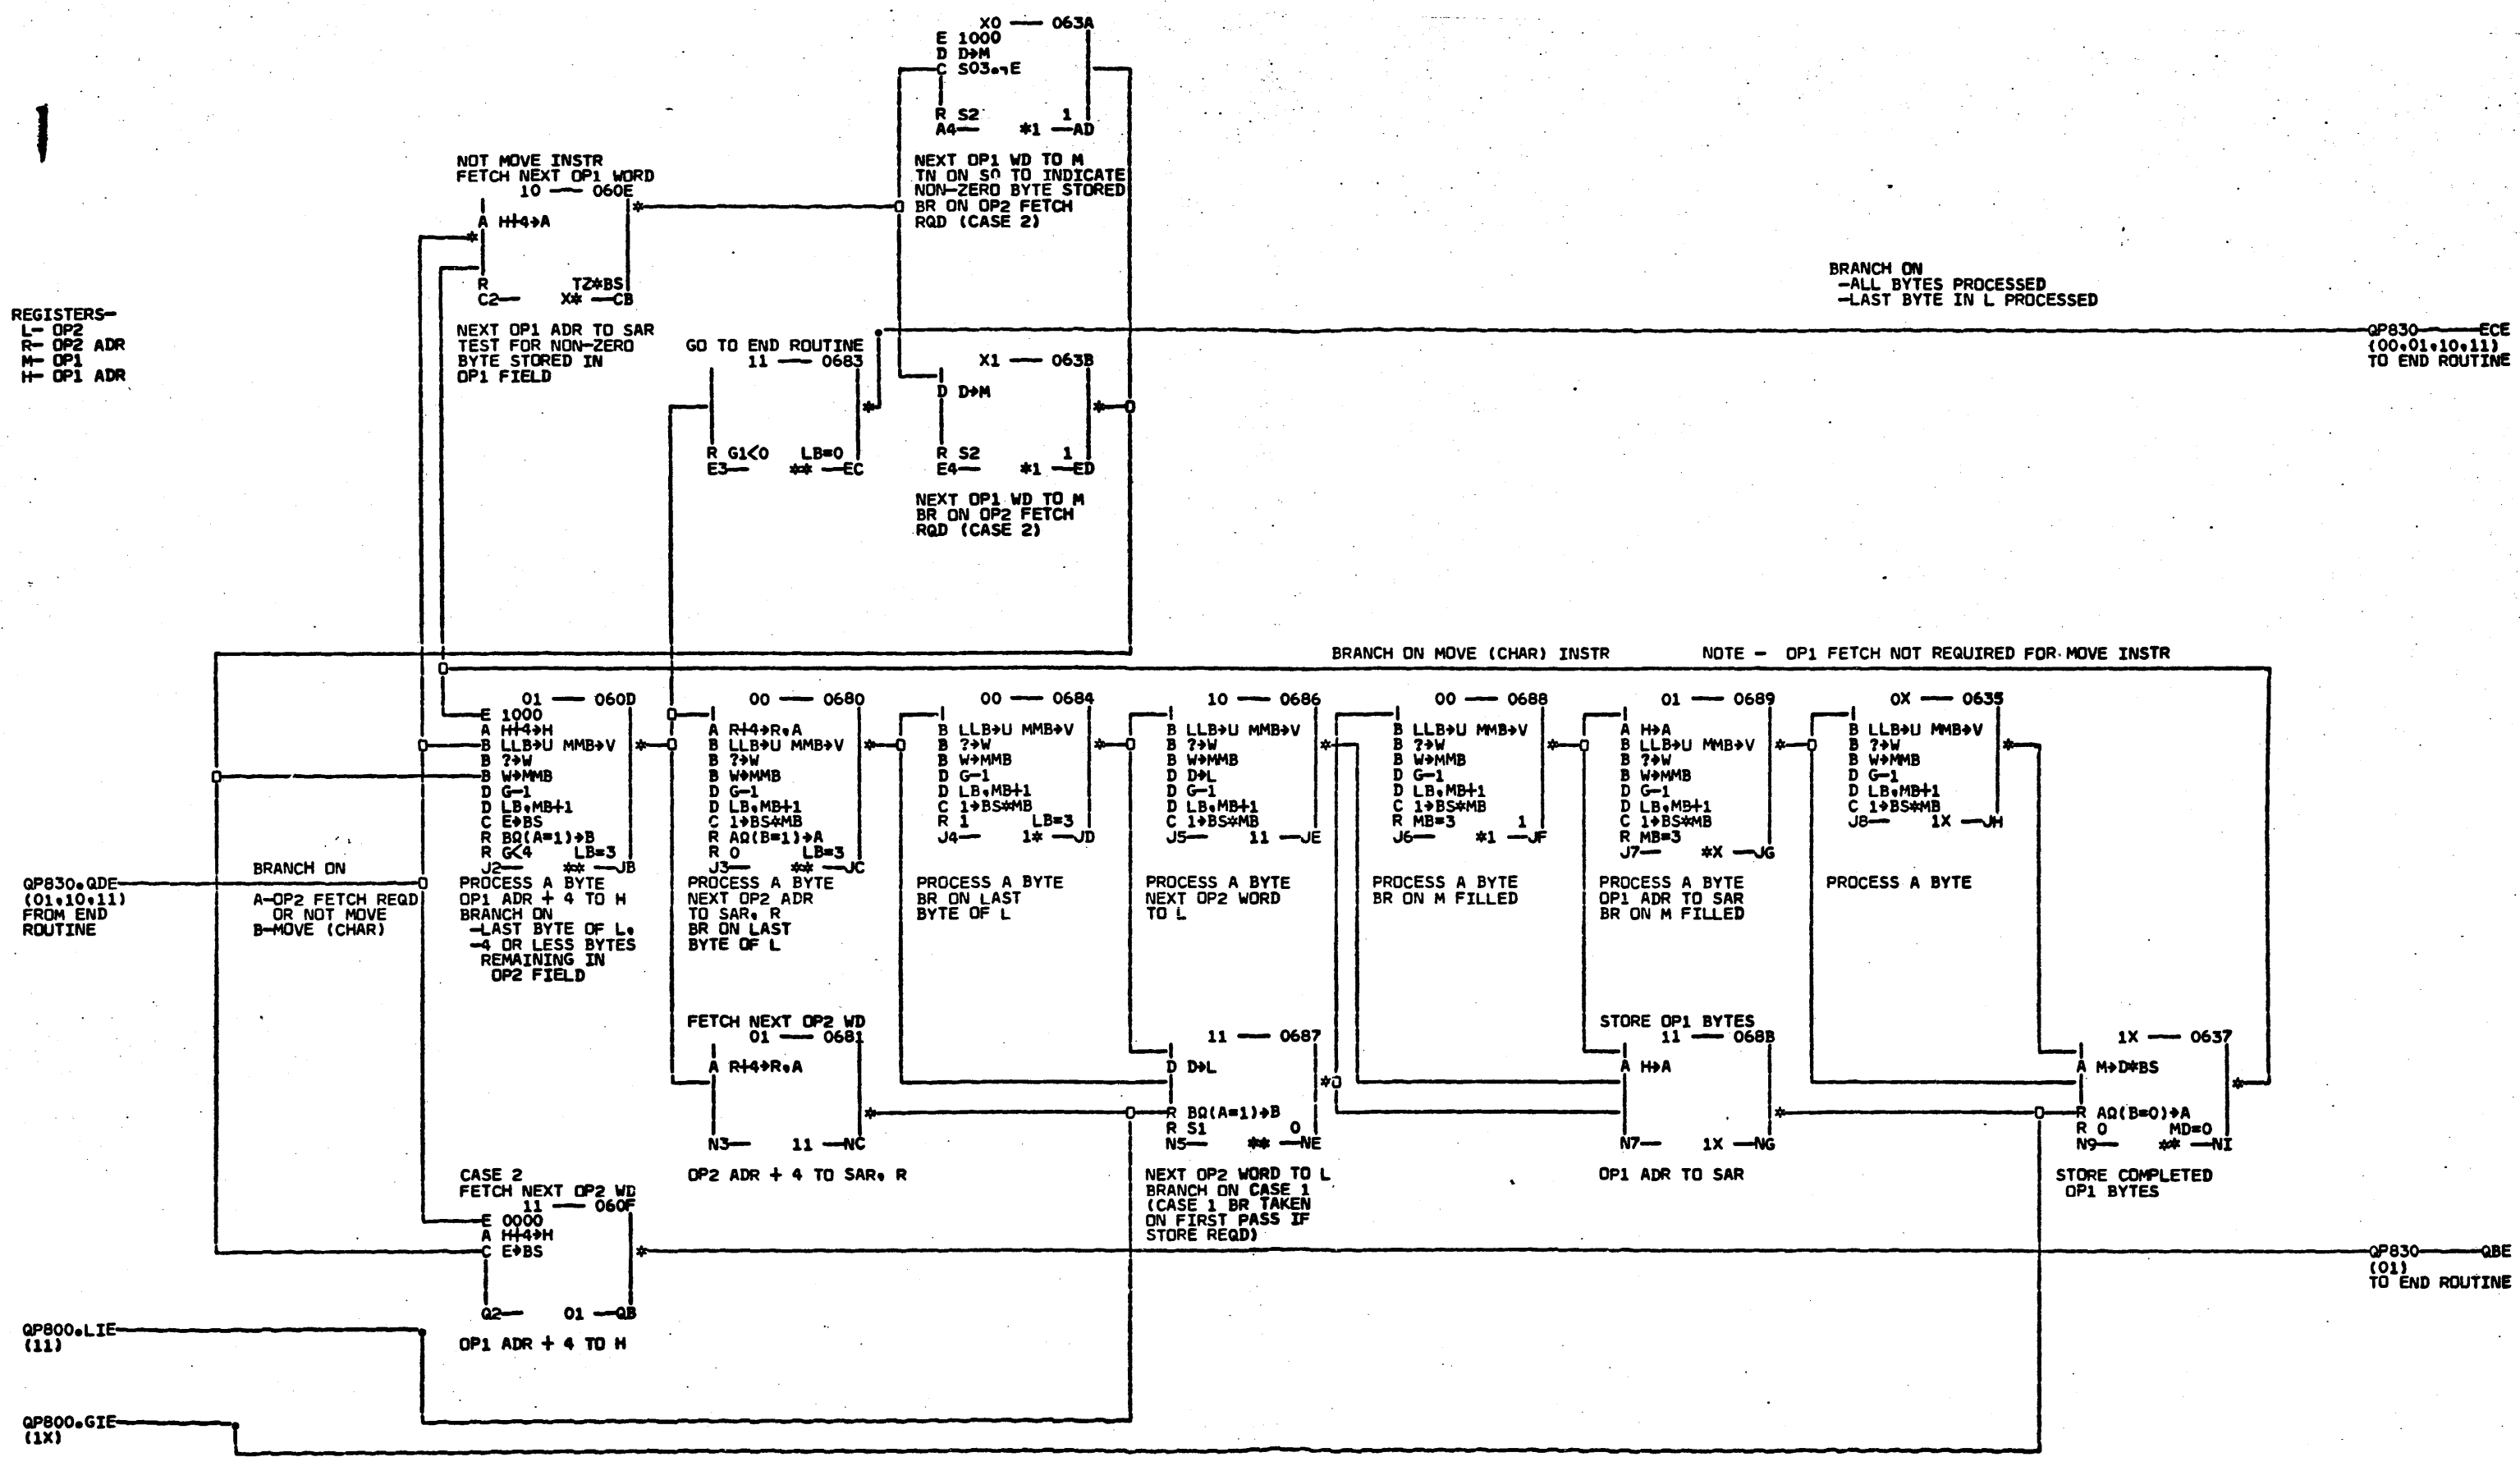 X0 — 063A
E 1000
D D→M
C S03.¬E
R S2 1
A4— *1 —AD
NEXT OP1 WD TO M
TN ON S0 TO INDICATE
NON-ZERO BYTE STORED
BR ON OP2 FETCH
RQD (CASE 2)
NOT MOVE INSTR
FETCH NEXT OP1 WORD
10 — 060E
A H+4→A
R TZ*BS
C2— X* —CB
NEXT OP1 ADR TO SAR
TEST FOR NON-ZERO
BYTE STORED IN
OP1 FIELD
REGISTERS—
L— OP2
R— OP2 ADR
M— OP1
H— OP1 ADR
GO TO END ROUTINE
11 — 0683
R G1<0 LB=0
E3— ** —EC
X1 — 063B
D D→M
R S2 1
E4— *1 —ED
NEXT OP1 WD TO M
BR ON OP2 FETCH
RQD (CASE 2)
BRANCH ON
—ALL BYTES PROCESSED
—LAST BYTE IN L PROCESSED
QP830 — ECE
(00,01,10,11)
TO END ROUTINE
BRANCH ON MOVE (CHAR) INSTR
NOTE — OP1 FETCH NOT REQUIRED FOR MOVE INSTR
01 — 060D
E 1000
A H+4→H
B LLB→U MMB→V
B ?→W
B W→MMB
D G—1
D LB,MB+1
C E→BS
R BΩ(A=1)→B
R G<4 LB=3
J2— ** —JB
PROCESS A BYTE
OP1 ADR + 4 TO H
BRANCH ON
—LAST BYTE OF L,
—4 OR LESS BYTES
REMAINING IN
OP2 FIELD
00 — 0680
A R+4→R,A
B LLB→U MMB→V
B ?→W
B W→MMB
D G—1
D LB,MB+1
C 1→BS*MB
R AΩ(B=1)→A
R 0 LB=3
J3— ** —JC
PROCESS A BYTE
NEXT OP2 ADR
TO SAR, R
BR ON LAST
BYTE OF L
00 — 0684
B LLB→U MMB→V
B ?→W
B W→MMB
D G—1
D LB,MB+1
C 1→BS*MB
R 1 LB=3
J4— 1* —JD
PROCESS A BYTE
BR ON LAST
BYTE OF L
10 — 0686
B LLB→U MMB→V
B ?→W
B W→MMB
D D→L
D G—1
D LB,MB+1
C 1→BS*MB
J5— 11 —JE
PROCESS A BYTE
NEXT OP2 WORD
TO L
00 — 0688
B LLB→U MMB→V
B ?→W
B W→MMB
D G—1
D LB,MB+1
C 1→BS*MB
R MB=3 1
J6— *1 —JF
PROCESS A BYTE
BR ON M FILLED
01 — 0689
A H→A
B LLB→U MMB→V
B ?→W
B W→MMB
D G—1
D LB,MB+1
C 1→BS*MB
R MB=3
J7— *X —JG
PROCESS A BYTE
OP1 ADR TO SAR
BR ON M FILLED
0X — 0635
B LLB→U MMB→V
B ?→W
B W→MMB
D G—1
D LB,MB+1
C 1→BS*MB
J8— 1X —JH
PROCESS A BYTE
QP830.QDE
(01,10,11)
FROM END
ROUTINE
BRANCH ON
A—OP2 FETCH REQD
OR NOT MOVE
B—MOVE (CHAR)
FETCH NEXT OP2 WD
01 — 0681
A R+4→R,A
N3— 11 —NC
OP2 ADR + 4 TO SAR, R
11 — 0687
D D→L
R BΩ(A=1)→B
R S1 0
N5— ** —NE
NEXT OP2 WORD TO L
BRANCH ON CASE 1
(CASE 1 BR TAKEN
ON FIRST PASS IF
STORE REQD)
STORE OP1 BYTES
11 — 068B
A H→A
N7— 1X —NG
OP1 ADR TO SAR
1X — 0637
A M→D*BS
R AΩ(B=0)→A
R 0 MD=0
N9— ** —NI
STORE COMPLETED
OP1 BYTES
CASE 2
FETCH NEXT OP2 WD
11 — 060F
E 0000
A H+4→H
C E→BS
Q2— 01 —QB
OP1 ADR + 4 TO H
QP830 — QBE
(01)
TO END ROUTINE
QP800.LIE
(11)
QP800.GIE
(1X)